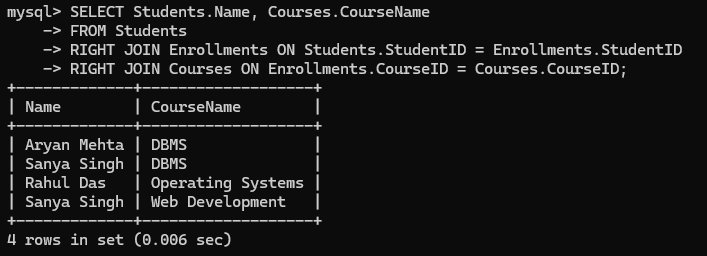 mysql> SELECT Students.Name, Courses.CourseName
    -> FROM Students
    -> RIGHT JOIN Enrollments ON Students.StudentID = Enrollments.StudentID
    -> RIGHT JOIN Courses ON Enrollments.CourseID = Courses.CourseID;
+-------------+-------------------+
| Name        | CourseName        |
+-------------+-------------------+
| Aryan Mehta | DBMS              |
| Sanya Singh | DBMS              |
| Rahul Das   | Operating Systems |
| Sanya Singh | Web Development   |
+-------------+-------------------+
4 rows in set (0.006 sec)